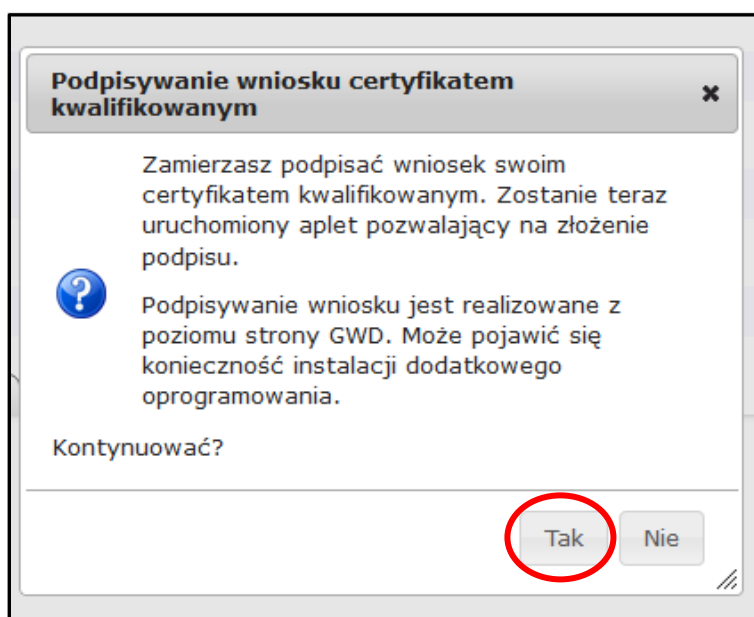 Podpisywanie wniosku certyfikatem
kwalifikowanym
Zamierzasz podpisać wniosek swoim
certyfikatem kwalifikowanym. Zostanie teraz
uruchomiony aplet pozwalający na złożenie
podpisu.
Podpisywanie wniosku jest realizowane z
poziomu strony GWD. Może pojawić się
konieczność instalacji dodatkowego
oprogramowania.
Kontynuować?
Tak Nie